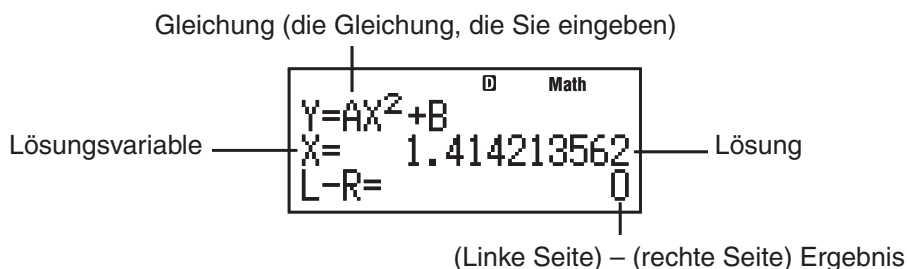 Gleichung (die Gleichung, die Sie eingeben)
D Math
Y=AX²+B
Lösungsvariable X= 1.414213562 Lösung
L-R= 0
(Linke Seite) – (rechte Seite) Ergebnis